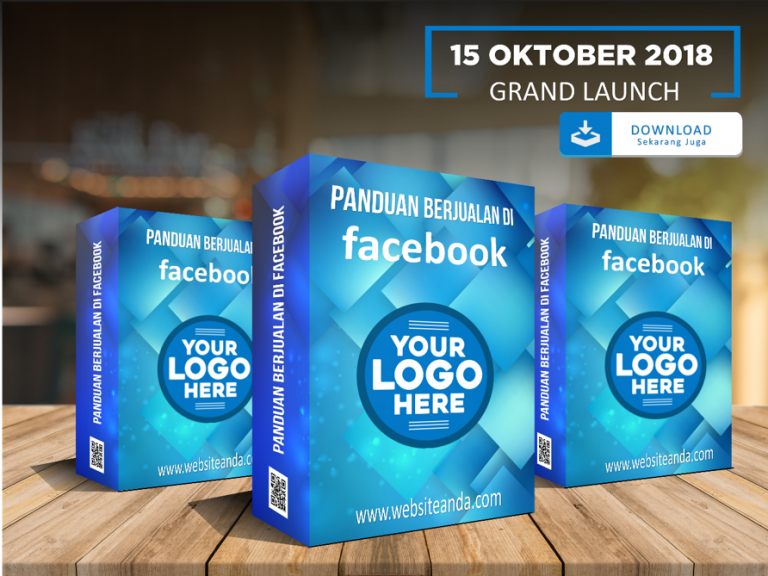 15 OKTOBER 2018
GRAND LAUNCH
DOWNLOAD
Sekarang Juga
PANDUAN BERJUALAN DI FACEBOOK
PANDUAN BERJUALAN
facebook
YOUR
LOGO
HERE
www.websiteanda.co
PANDUAN BERJUALAN DI FACEBOOK
PANDUAN BERJUALAN DI
facebook
YOUR
LOGO
HERE
www.websiteanda.com
PANDUAN BERJUALAN DI FACEBOOK
PANDUAN BERJUALAN DI
facebook
YOUR
LOGO
HERE
www.websiteanda.com